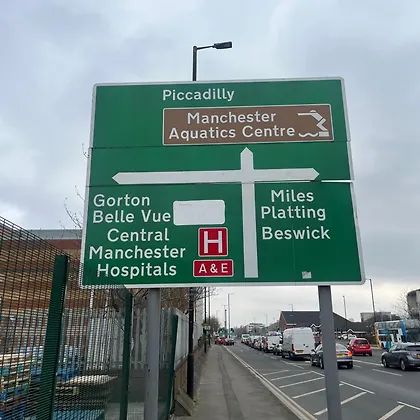 Piccadilly
Manchester
Aquatics Centre
Gorton
Belle Vue
Central
Manchester
Hospitals
H
A & E
Miles
Platting
Beswick